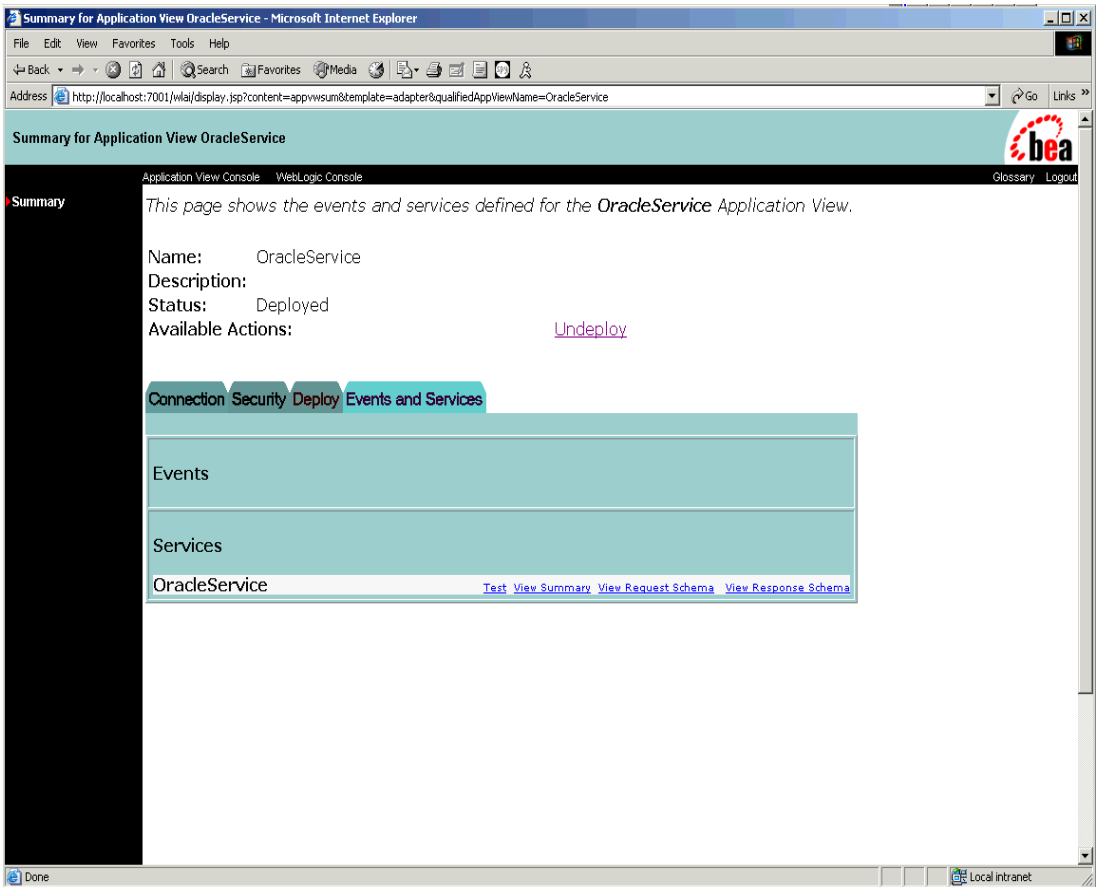 Summary for Application View OracleService - Microsoft Internet Explorer
File Edit View Favorites Tools Help
Back Search Favorites Media
Address http://localhost:7001/wlai/display.jsp?content=appvwsum&template=adapter&qualifiedAppViewName=OracleService Go Links »
Summary for Application View OracleService
bea
Application View Console WebLogic Console Glossary Logout
Summary
This page shows the events and services defined for the OracleService Application View.
Name: OracleService
Description:
Status: Deployed
Available Actions: Undeploy
Connection Security Deploy Events and Services
Events
Services
OracleService Test View Summary View Request Schema View Response Schema
Done Local intranet